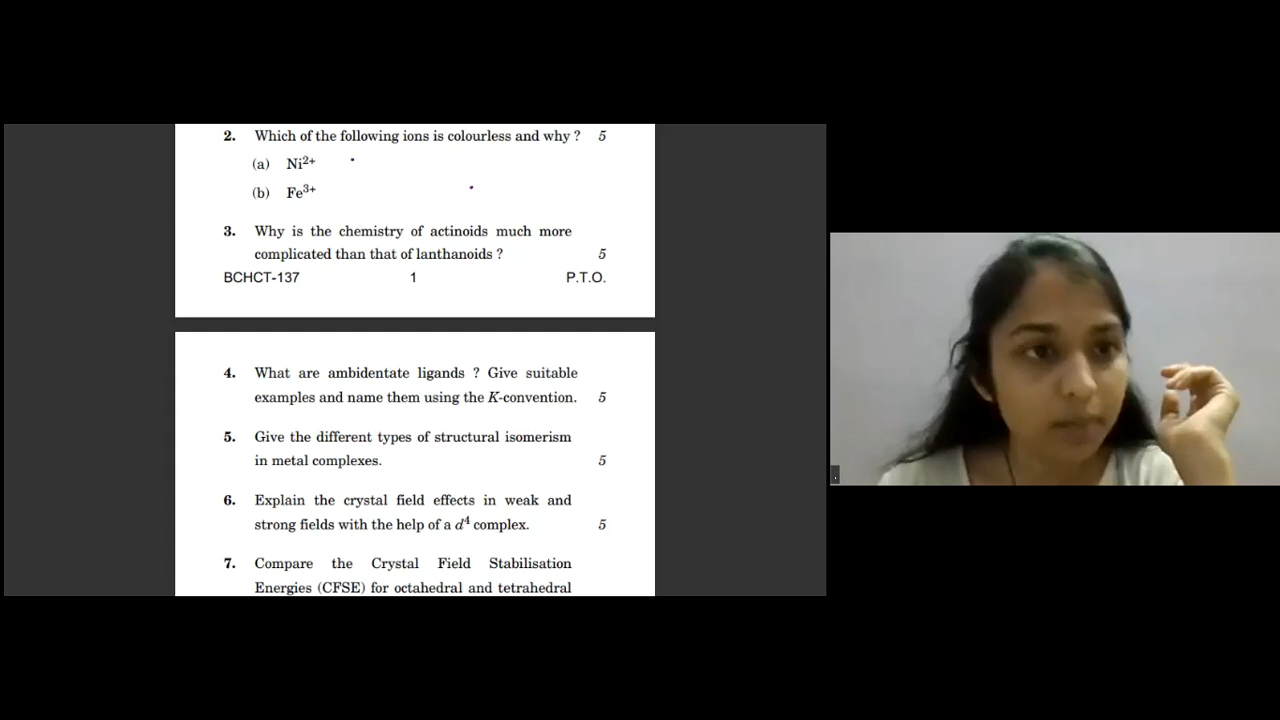 2. Which of the following ions is colourless and why ? 5
(a) Ni²⁺
(b) Fe³⁺
3. Why is the chemistry of actinoids much more
complicated than that of lanthanoids ? 5
BCHCT-137 1 P.T.O.
4. What are ambidentate ligands ? Give suitable
examples and name them using the K-convention. 5
5. Give the different types of structural isomerism
in metal complexes. 5
6. Explain the crystal field effects in weak and
strong fields with the help of a d⁴ complex. 5
7. Compare the Crystal Field Stabilisation
Energies (CFSE) for octahedral and tetrahedral